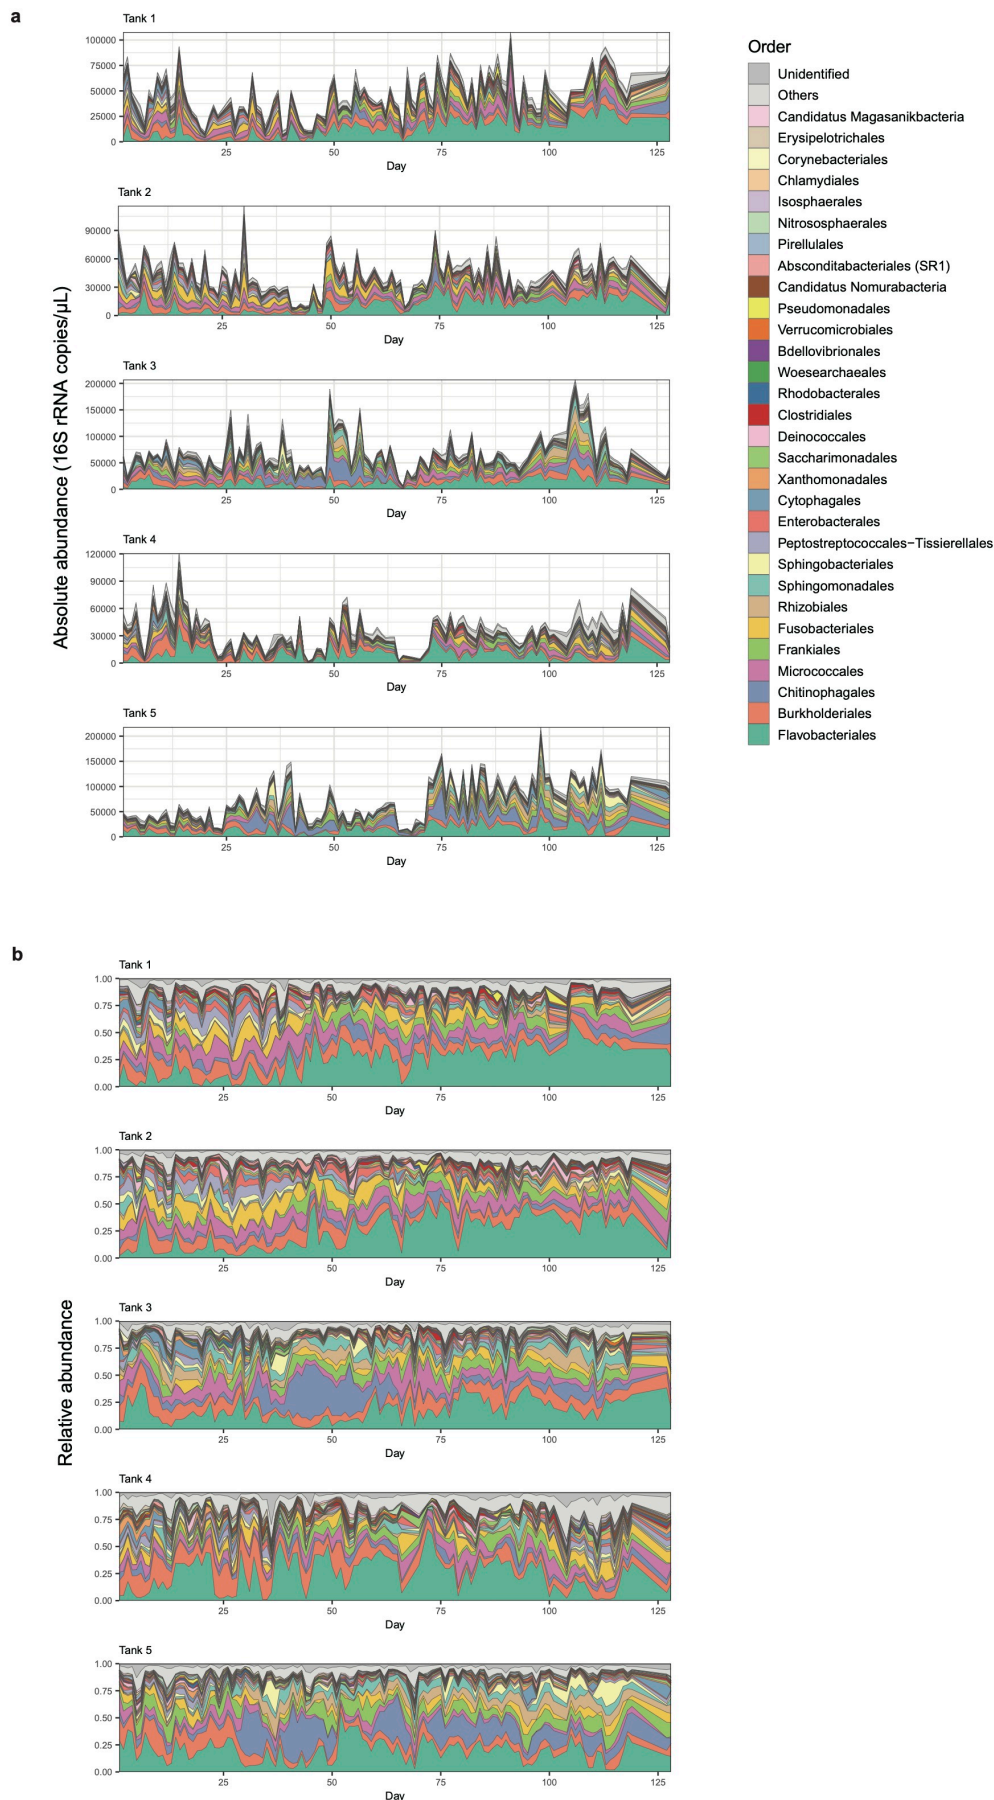 a
Absolute abundance (16S rRNA copies/µL)
Tank 1
100000
75000
50000
25000
0
25 50 75 100 125
Day
Tank 2
90000
60000
30000
0
25 50 75 100 125
Day
Tank 3
200000
150000
100000
50000
0
25 50 75 100 125
Day
Tank 4
120000
90000
60000
30000
0
25 50 75 100 125
Day
Tank 5
200000
150000
100000
50000
0
25 50 75 100 125
Day
Order
Unidentified
Others
Candidatus Magasanikbacteria
Erysipelotrichales
Corynebacteriales
Chlamydiales
Isosphaerales
Nitrososphaerales
Pirellulales
Absconditabacteriales (SR1)
Candidatus Nomurabacteria
Pseudomonadales
Verrucomicrobiales
Bdellovibrionales
Woesearchaeales
Rhodobacterales
Clostridiales
Deinococcales
Saccharimonadales
Xanthomonadales
Cytophagales
Enterobacterales
Peptostreptococcales−Tissierellales
Sphingobacteriales
Sphingomonadales
Rhizobiales
Fusobacteriales
Frankiales
Micrococcales
Chitinophagales
Burkholderiales
Flavobacteriales
b
Relative abundance
Tank 1
1.00
0.75
0.50
0.25
0.00
25 50 75 100 125
Day
Tank 2
1.00
0.75
0.50
0.25
0.00
25 50 75 100 125
Day
Tank 3
1.00
0.75
0.50
0.25
0.00
25 50 75 100 125
Day
Tank 4
1.00
0.75
0.50
0.25
0.00
25 50 75 100 125
Day
Tank 5
1.00
0.75
0.50
0.25
0.00
25 50 75 100 125
Day